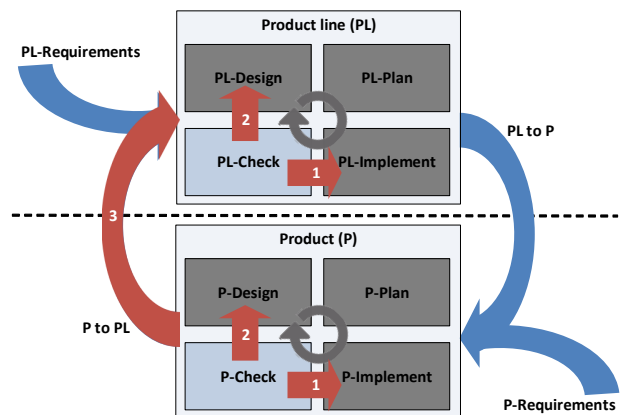 Product line (PL)
PL-Requirements
PL-Design
PL-Plan
2
PL to P
PL-Check
1
PL-Implement
3
Product (P)
P-Design
P-Plan
P to PL
2
P-Check
1
P-Implement
P-Requirements